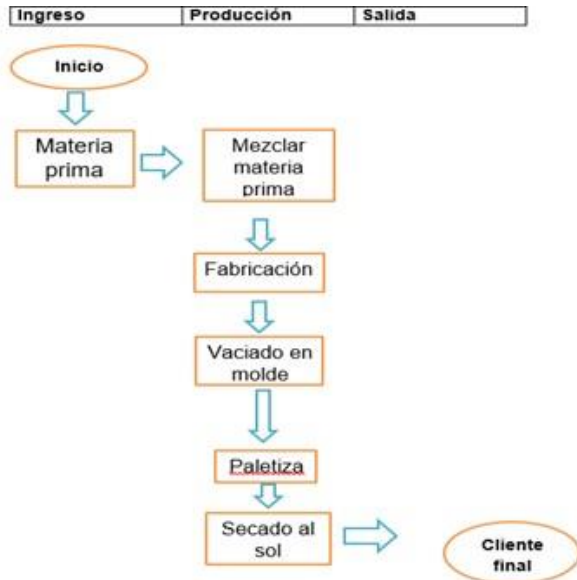 Ingreso Producción Salida
Inicio
Materia
prima
Mezclar
materia
prima
Fabricación
Vaciado en
molde
Paletiza
Secado al
sol
Cliente
final